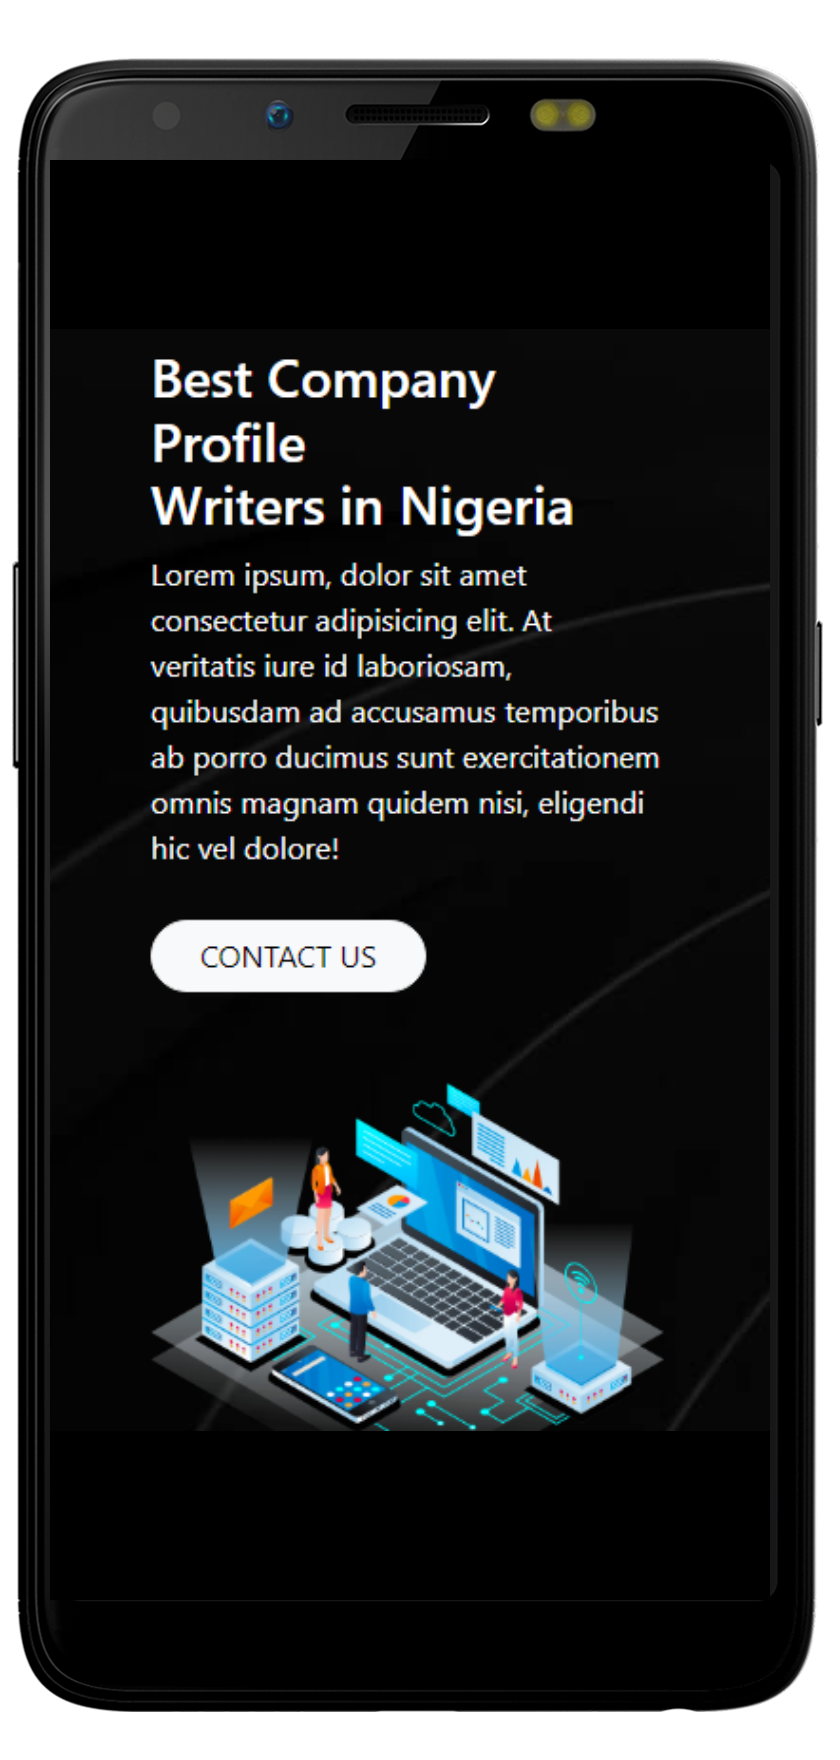 Best Company
Profile
Writers in Nigeria
Lorem ipsum, dolor sit amet
consectetur adipisicing elit. At
veritatis iure id laboriosam,
quibusdam ad accusamus temporibus
ab porro ducimus sunt exercitationem
omnis magnam quidem nisi, eligendi
hic vel dolore!
CONTACT US